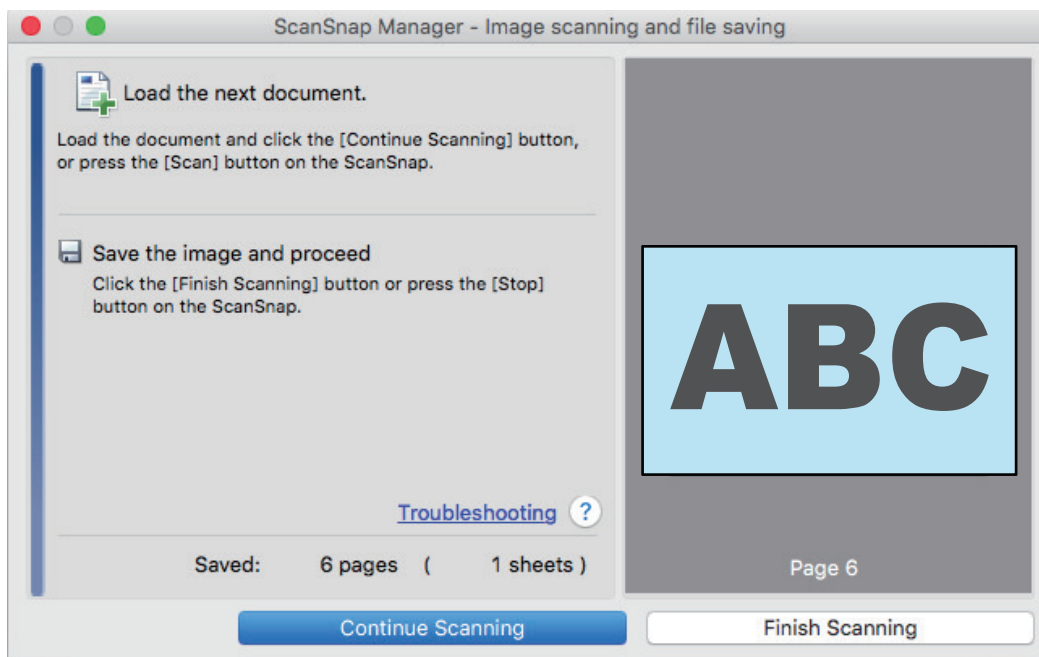 ScanSnap Manager - Image scanning and file saving
Load the next document.
Load the document and click the [Continue Scanning] button,
or press the [Scan] button on the ScanSnap.
Save the image and proceed
Click the [Finish Scanning] button or press the [Stop]
button on the ScanSnap.
Troubleshooting ?
Saved: 6 pages ( 1 sheets )
ABC
Page 6
Continue Scanning
Finish Scanning